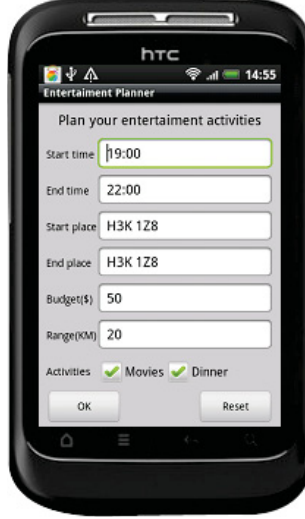 hTC
14:55
Entertaiment Planner
Plan your entertaiment activities
Start time 19:00
End time 22:00
Start place H3K 1Z8
End place H3K 1Z8
Budget($) 50
Range(KM) 20
Activities Movies Dinner
OK Reset